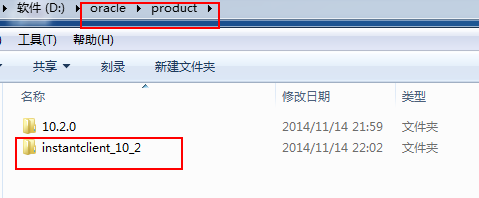 软件 (D:) oracle product
工具(T) 帮助(H)
共享 刻录 新建文件夹
名称 修改日期 类型
10.2.0 2014/11/14 21:59 文件夹
instantclient_10_2 2014/11/14 22:02 文件夹